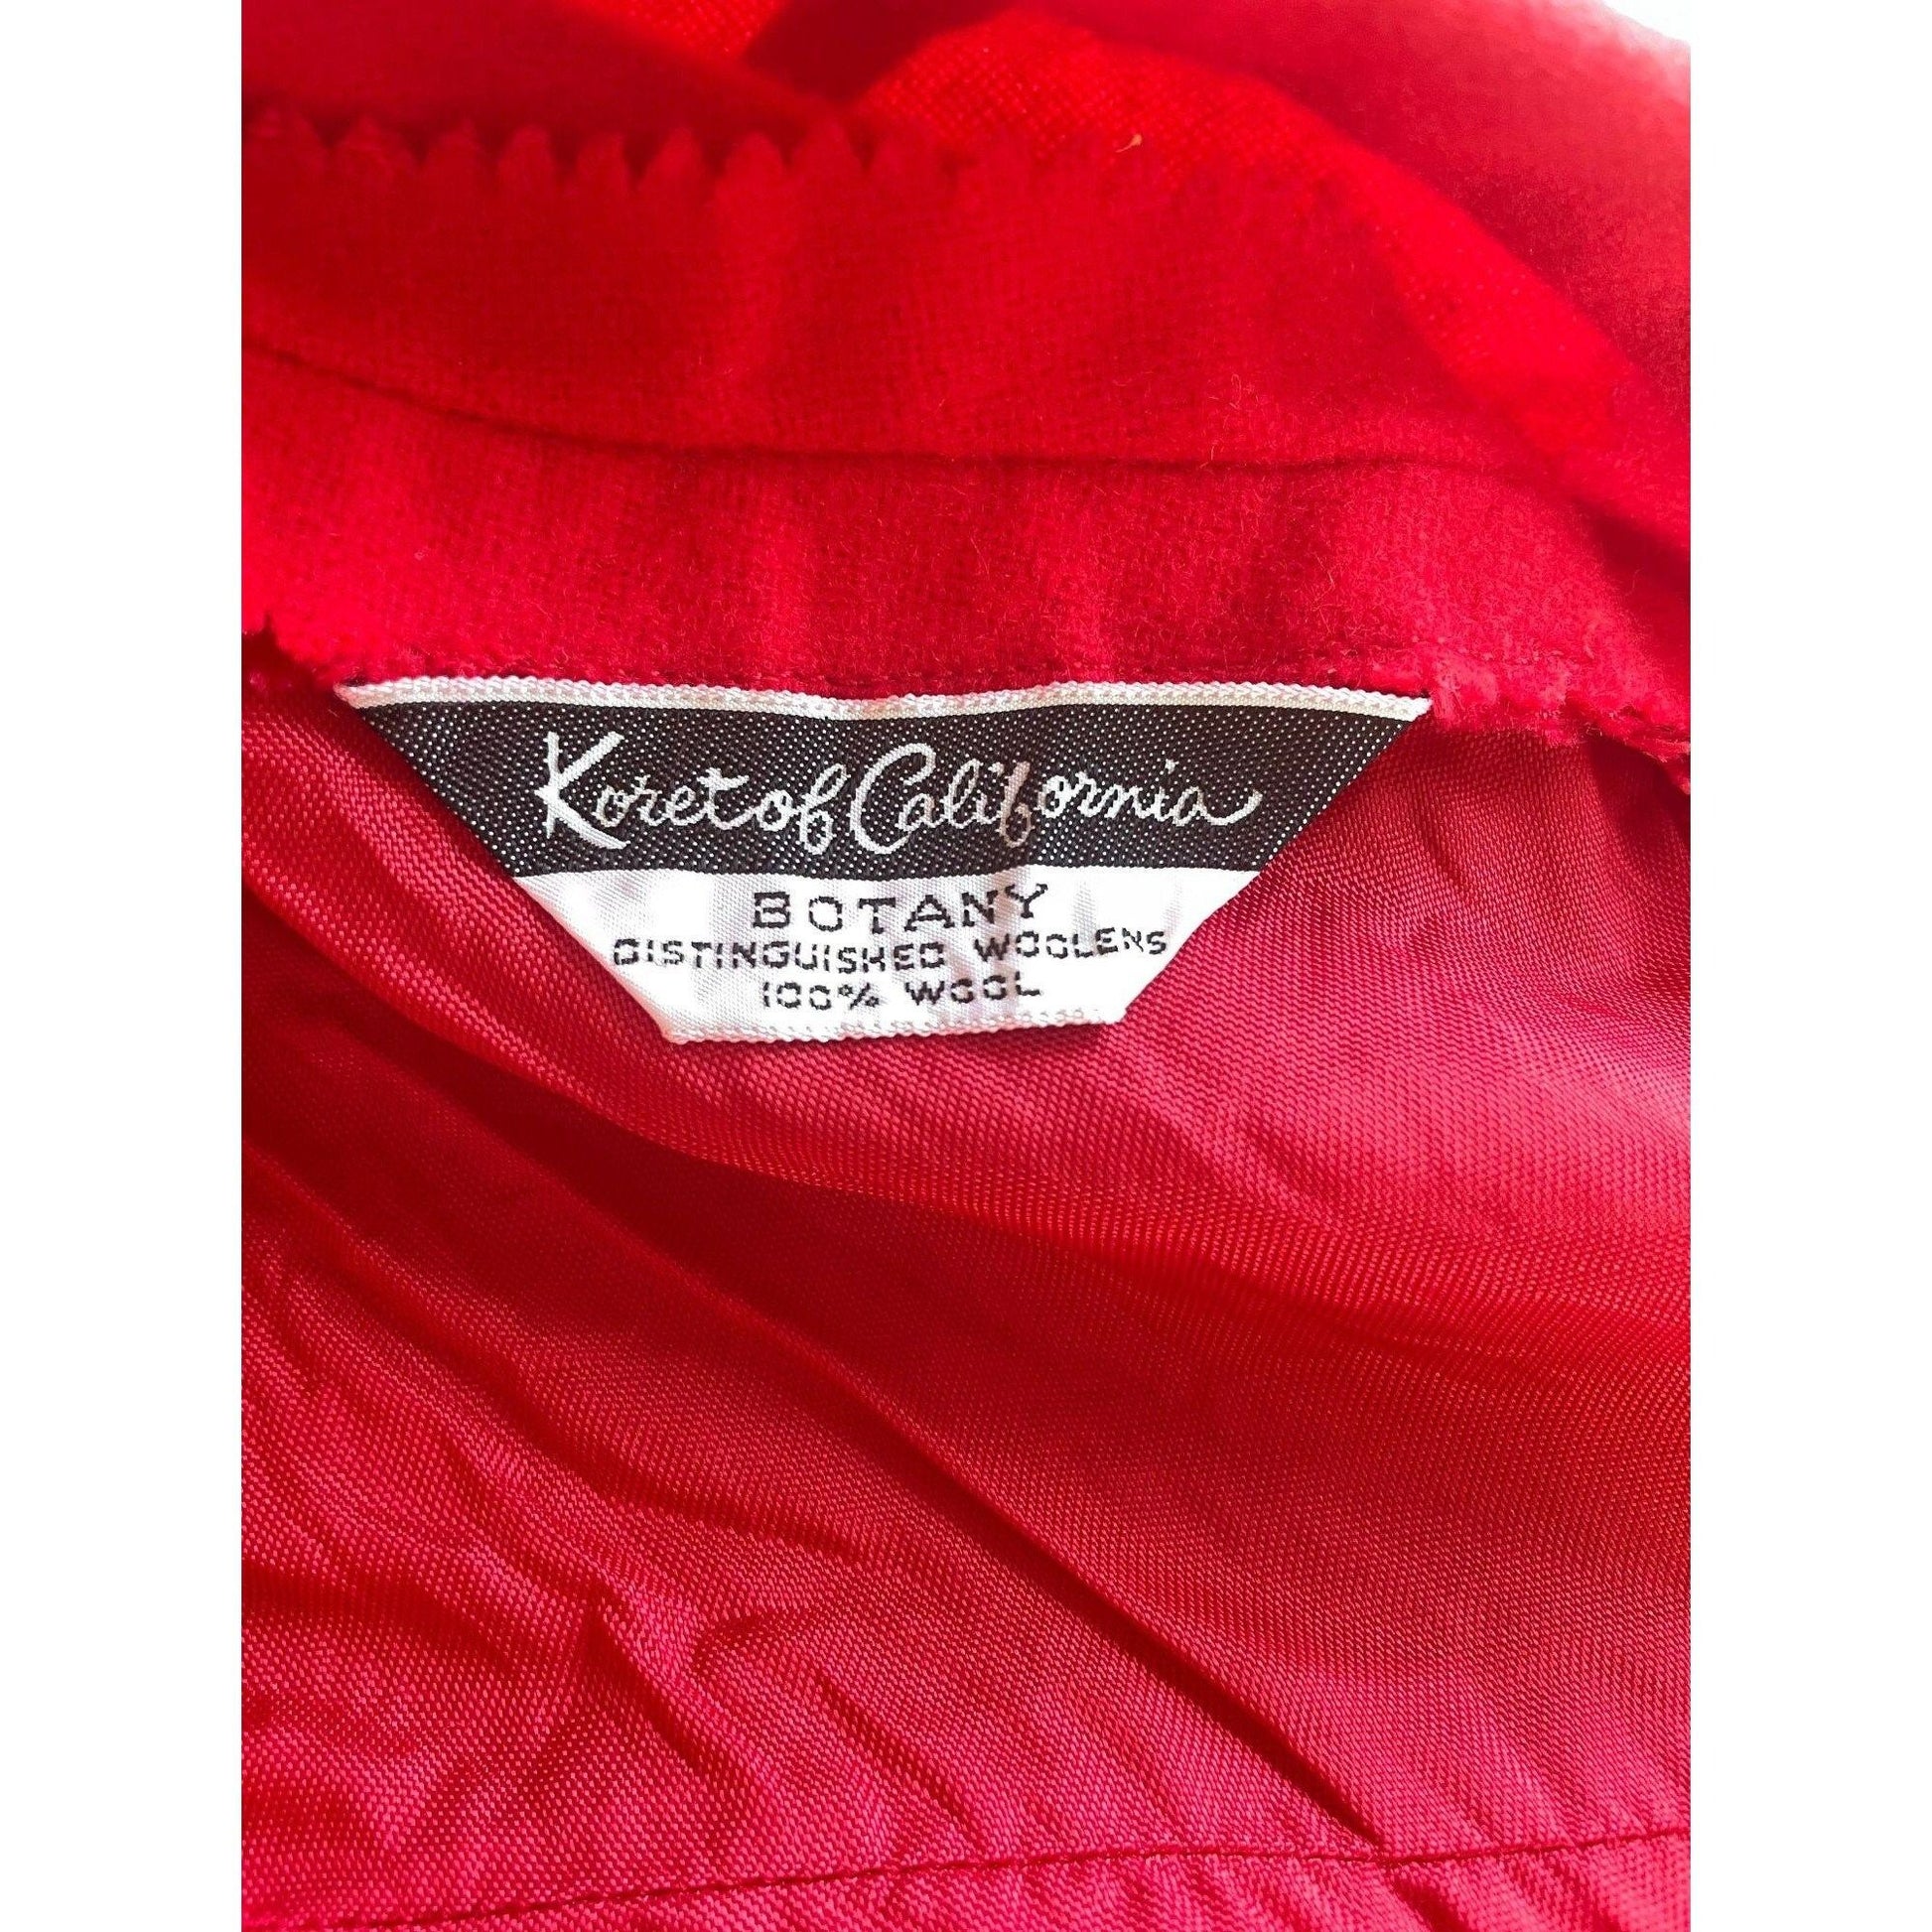 Koret of California
BOTANY
DISTINGUISHED WOOLENS
100% WOOL